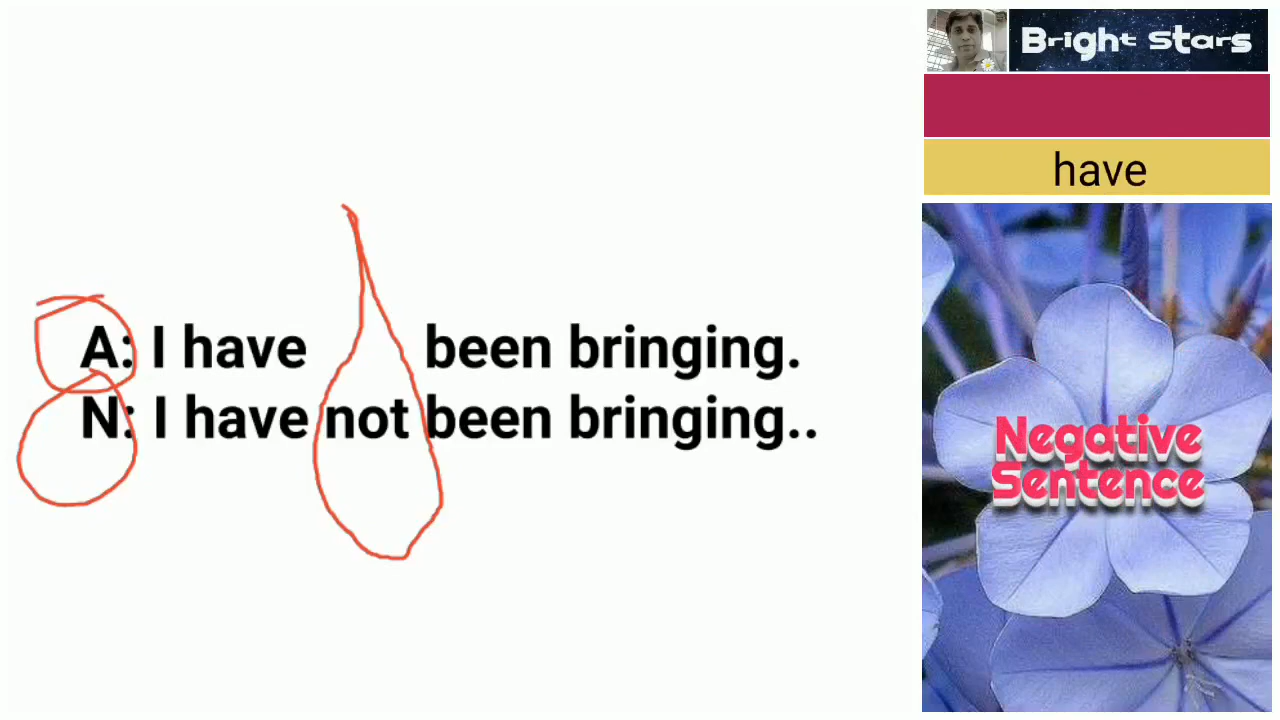 Bright Stars
have
A: I have been bringing.
N: I have not been bringing..
Negative
Sentence